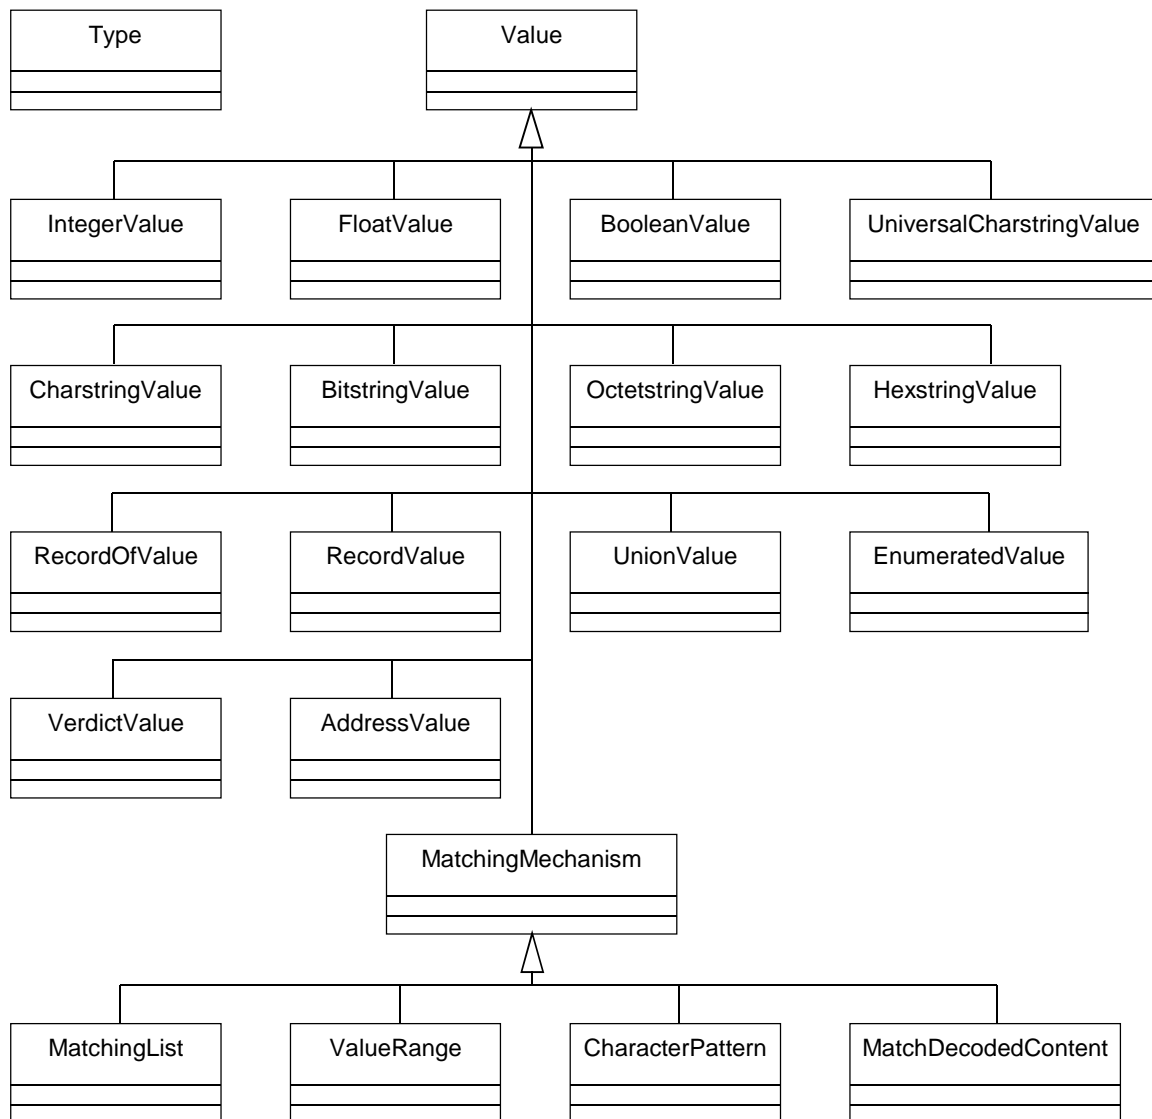 Type
Value
IntegerValue
FloatValue
BooleanValue
UniversalCharstringValue
CharstringValue
BitstringValue
OctetstringValue
HexstringValue
RecordOfValue
RecordValue
UnionValue
EnumeratedValue
VerdictValue
AddressValue
MatchingMechanism
MatchingList
ValueRange
CharacterPattern
MatchDecodedContent